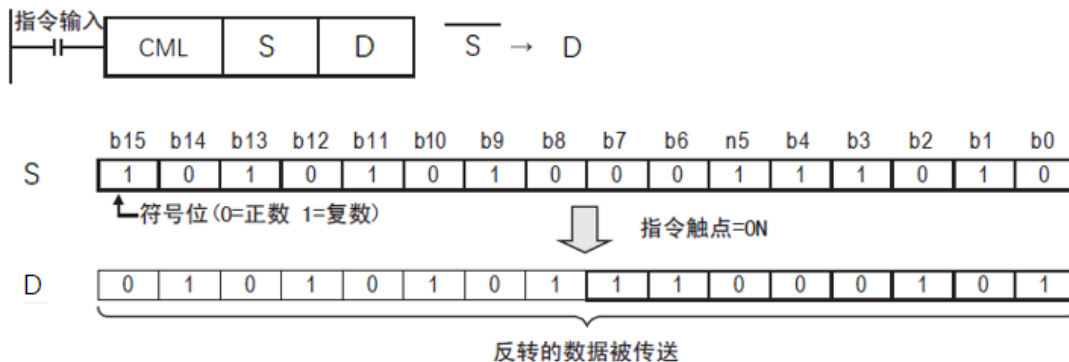 指令输入
CML S D S → D
b15 b14 b13 b12 b11 b10 b9 b8 b7 b6 n5 b4 b3 b2 b1 b0
S 1 0 1 0 1 0 1 0 0 0 1 1 1 0 1 0
符号位(0=正数 1=复数)
指令触点=ON
D 0 1 0 1 0 1 0 1 1 1 0 0 0 1 0 1
反转的数据被传送